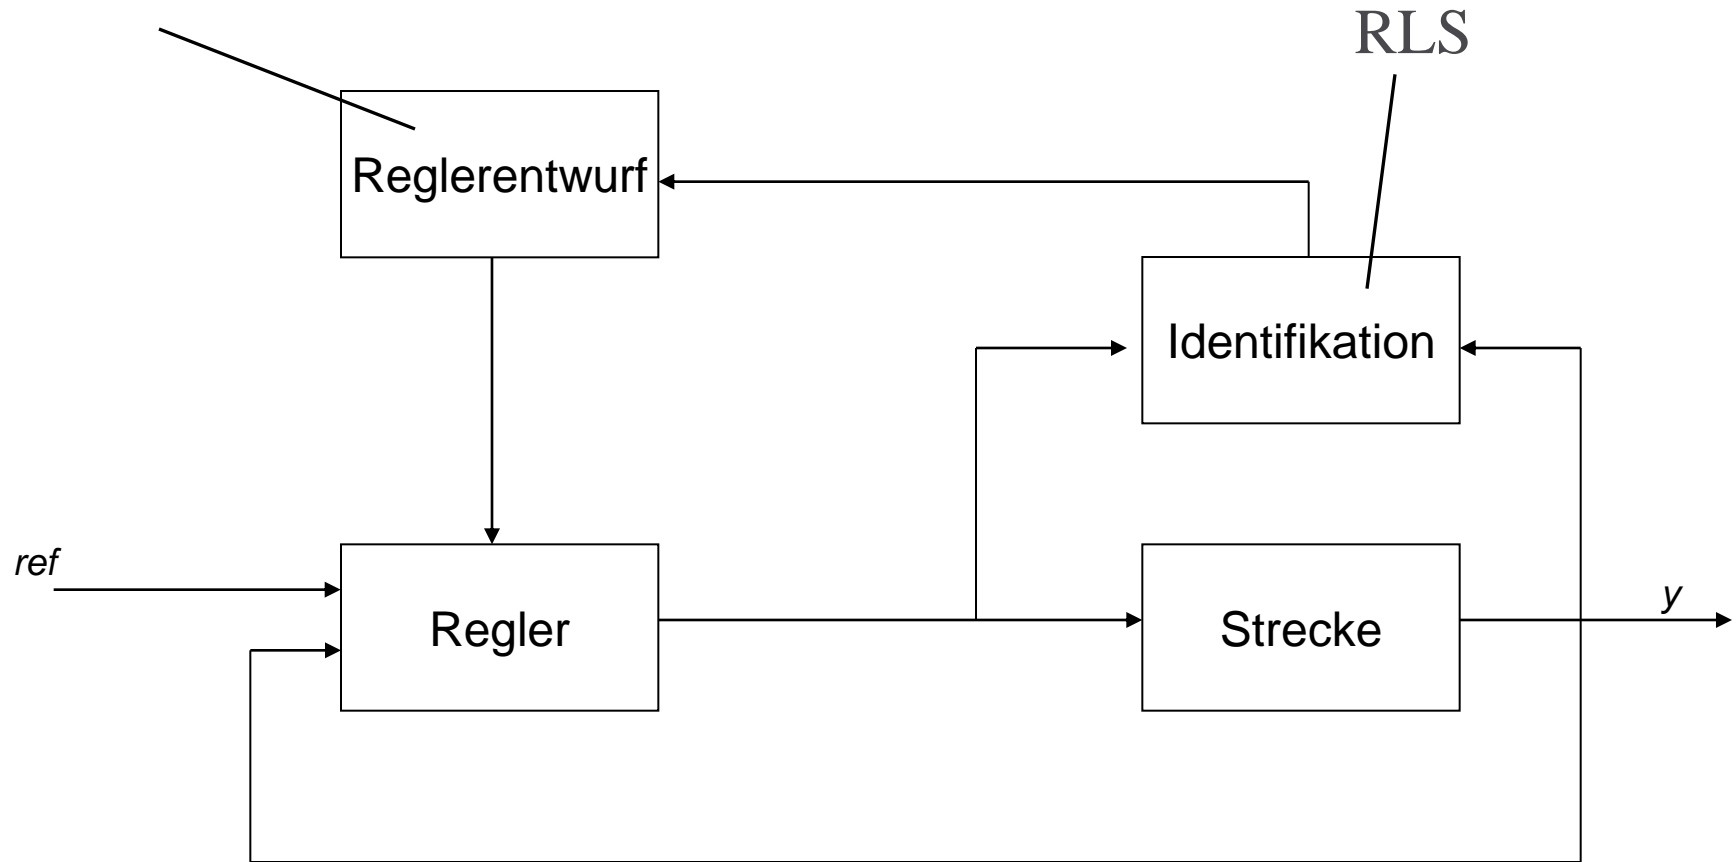 RLS
Reglerentwurf
Identifikation
ref
Regler
Strecke
y